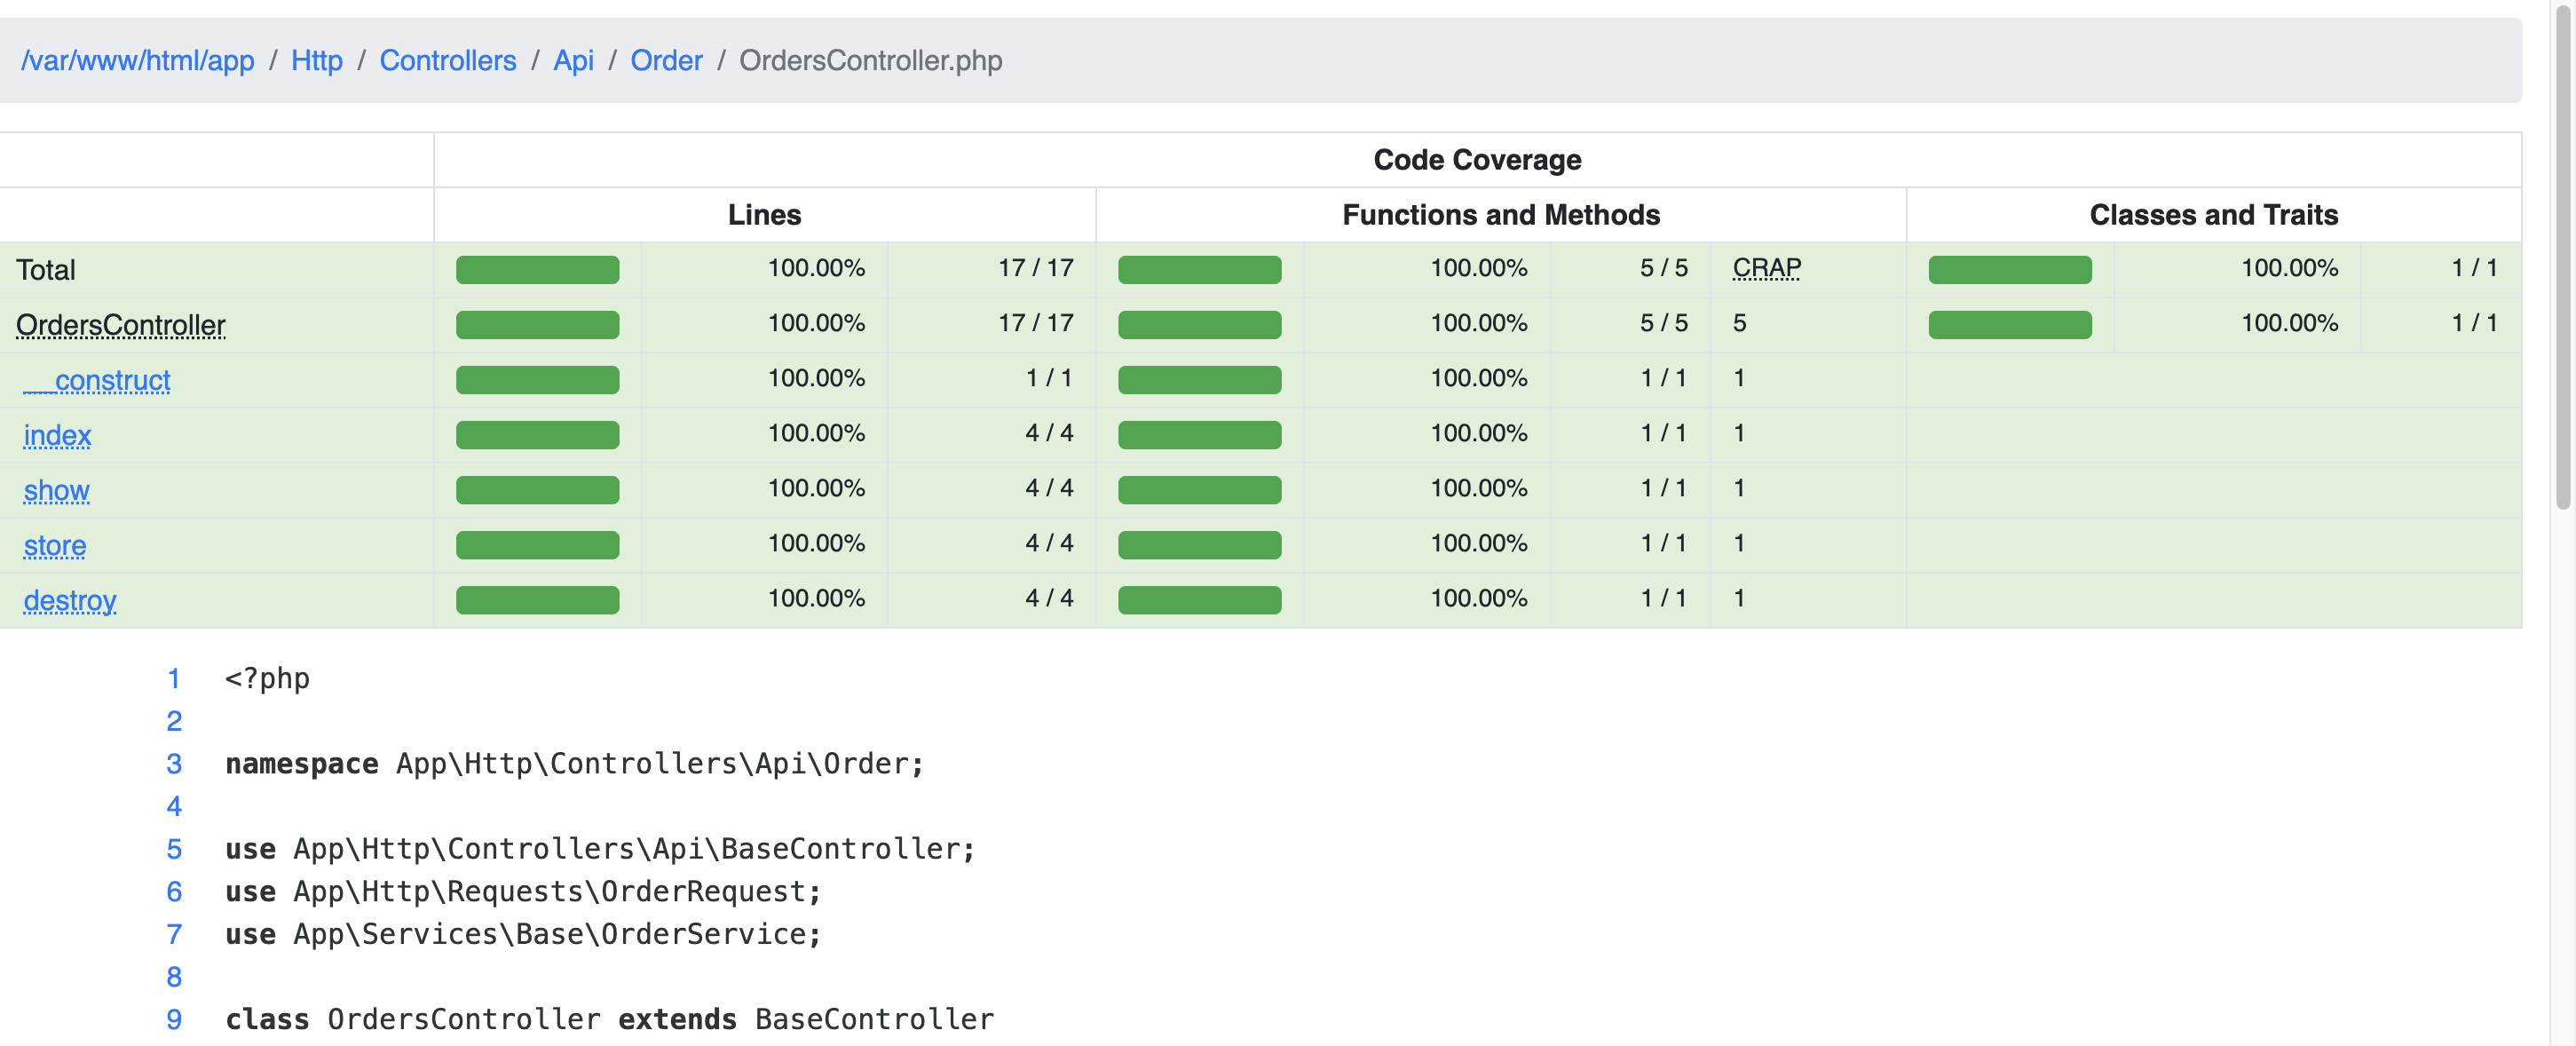 /var/www/html/app / Http / Controllers / Api / Order / OrdersController.php
Code Coverage
Lines Functions and Methods Classes and Traits
Total 100.00% 17 / 17 100.00% 5 / 5 CRAP 100.00% 1 / 1
OrdersController 100.00% 17 / 17 100.00% 5 / 5 5 100.00% 1 / 1
__construct 100.00% 1 / 1 100.00% 1 / 1 1
index 100.00% 4 / 4 100.00% 1 / 1 1
show 100.00% 4 / 4 100.00% 1 / 1 1
store 100.00% 4 / 4 100.00% 1 / 1 1
destroy 100.00% 4 / 4 100.00% 1 / 1 1
1 <?php
2
3 namespace App\Http\Controllers\Api\Order;
4
5 use App\Http\Controllers\Api\BaseController;
6 use App\Http\Requests\OrderRequest;
7 use App\Services\Base\OrderService;
8
9 class OrdersController extends BaseController